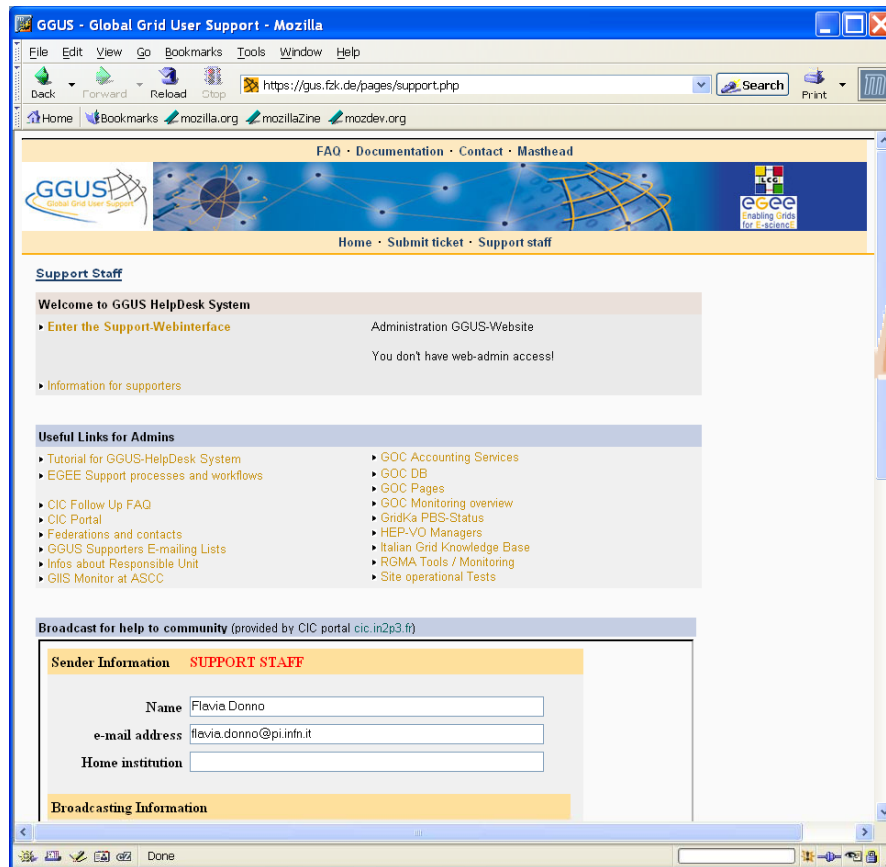 GGUS - Global Grid User Support - Mozilla
File Edit View Go Bookmarks Tools Window Help
Back Forward Reload Stop https://gus.fzk.de/pages/support.php Search Print m
Home Bookmarks mozilla.org mozillaZine mozdev.org
FAQ · Documentation · Contact · Masthead
GGUS
Global Grid User Support
LCG
eGee
Enabling Grids
for E-sciencE
Home · Submit ticket · Support staff
Support Staff
Welcome to GGUS HelpDesk System
Enter the Support-Webinterface
Administration GGUS-Website
You don't have web-admin access!
Information for supporters
Useful Links for Admins
Tutorial for GGUS-HelpDesk System
EGEE Support processes and workflows
CIC Follow Up FAQ
CIC Portal
Federations and contacts
GGUS Supporters E-mailing Lists
Infos about Responsible Unit
GIIS Monitor at ASCC
GOC Accounting Services
GOC DB
GOC Pages
GOC Monitoring overview
GridKa PBS-Status
HEP-VO Managers
Italian Grid Knowledge Base
RGMA Tools / Monitoring
Site operational Tests
Broadcast for help to community (provided by CIC portal cic.in2p3.fr)
Sender Information SUPPORT STAFF
Name Flavia Donno
e-mail address flavia.donno@pi.infn.it
Home institution
Broadcasting Information
Done